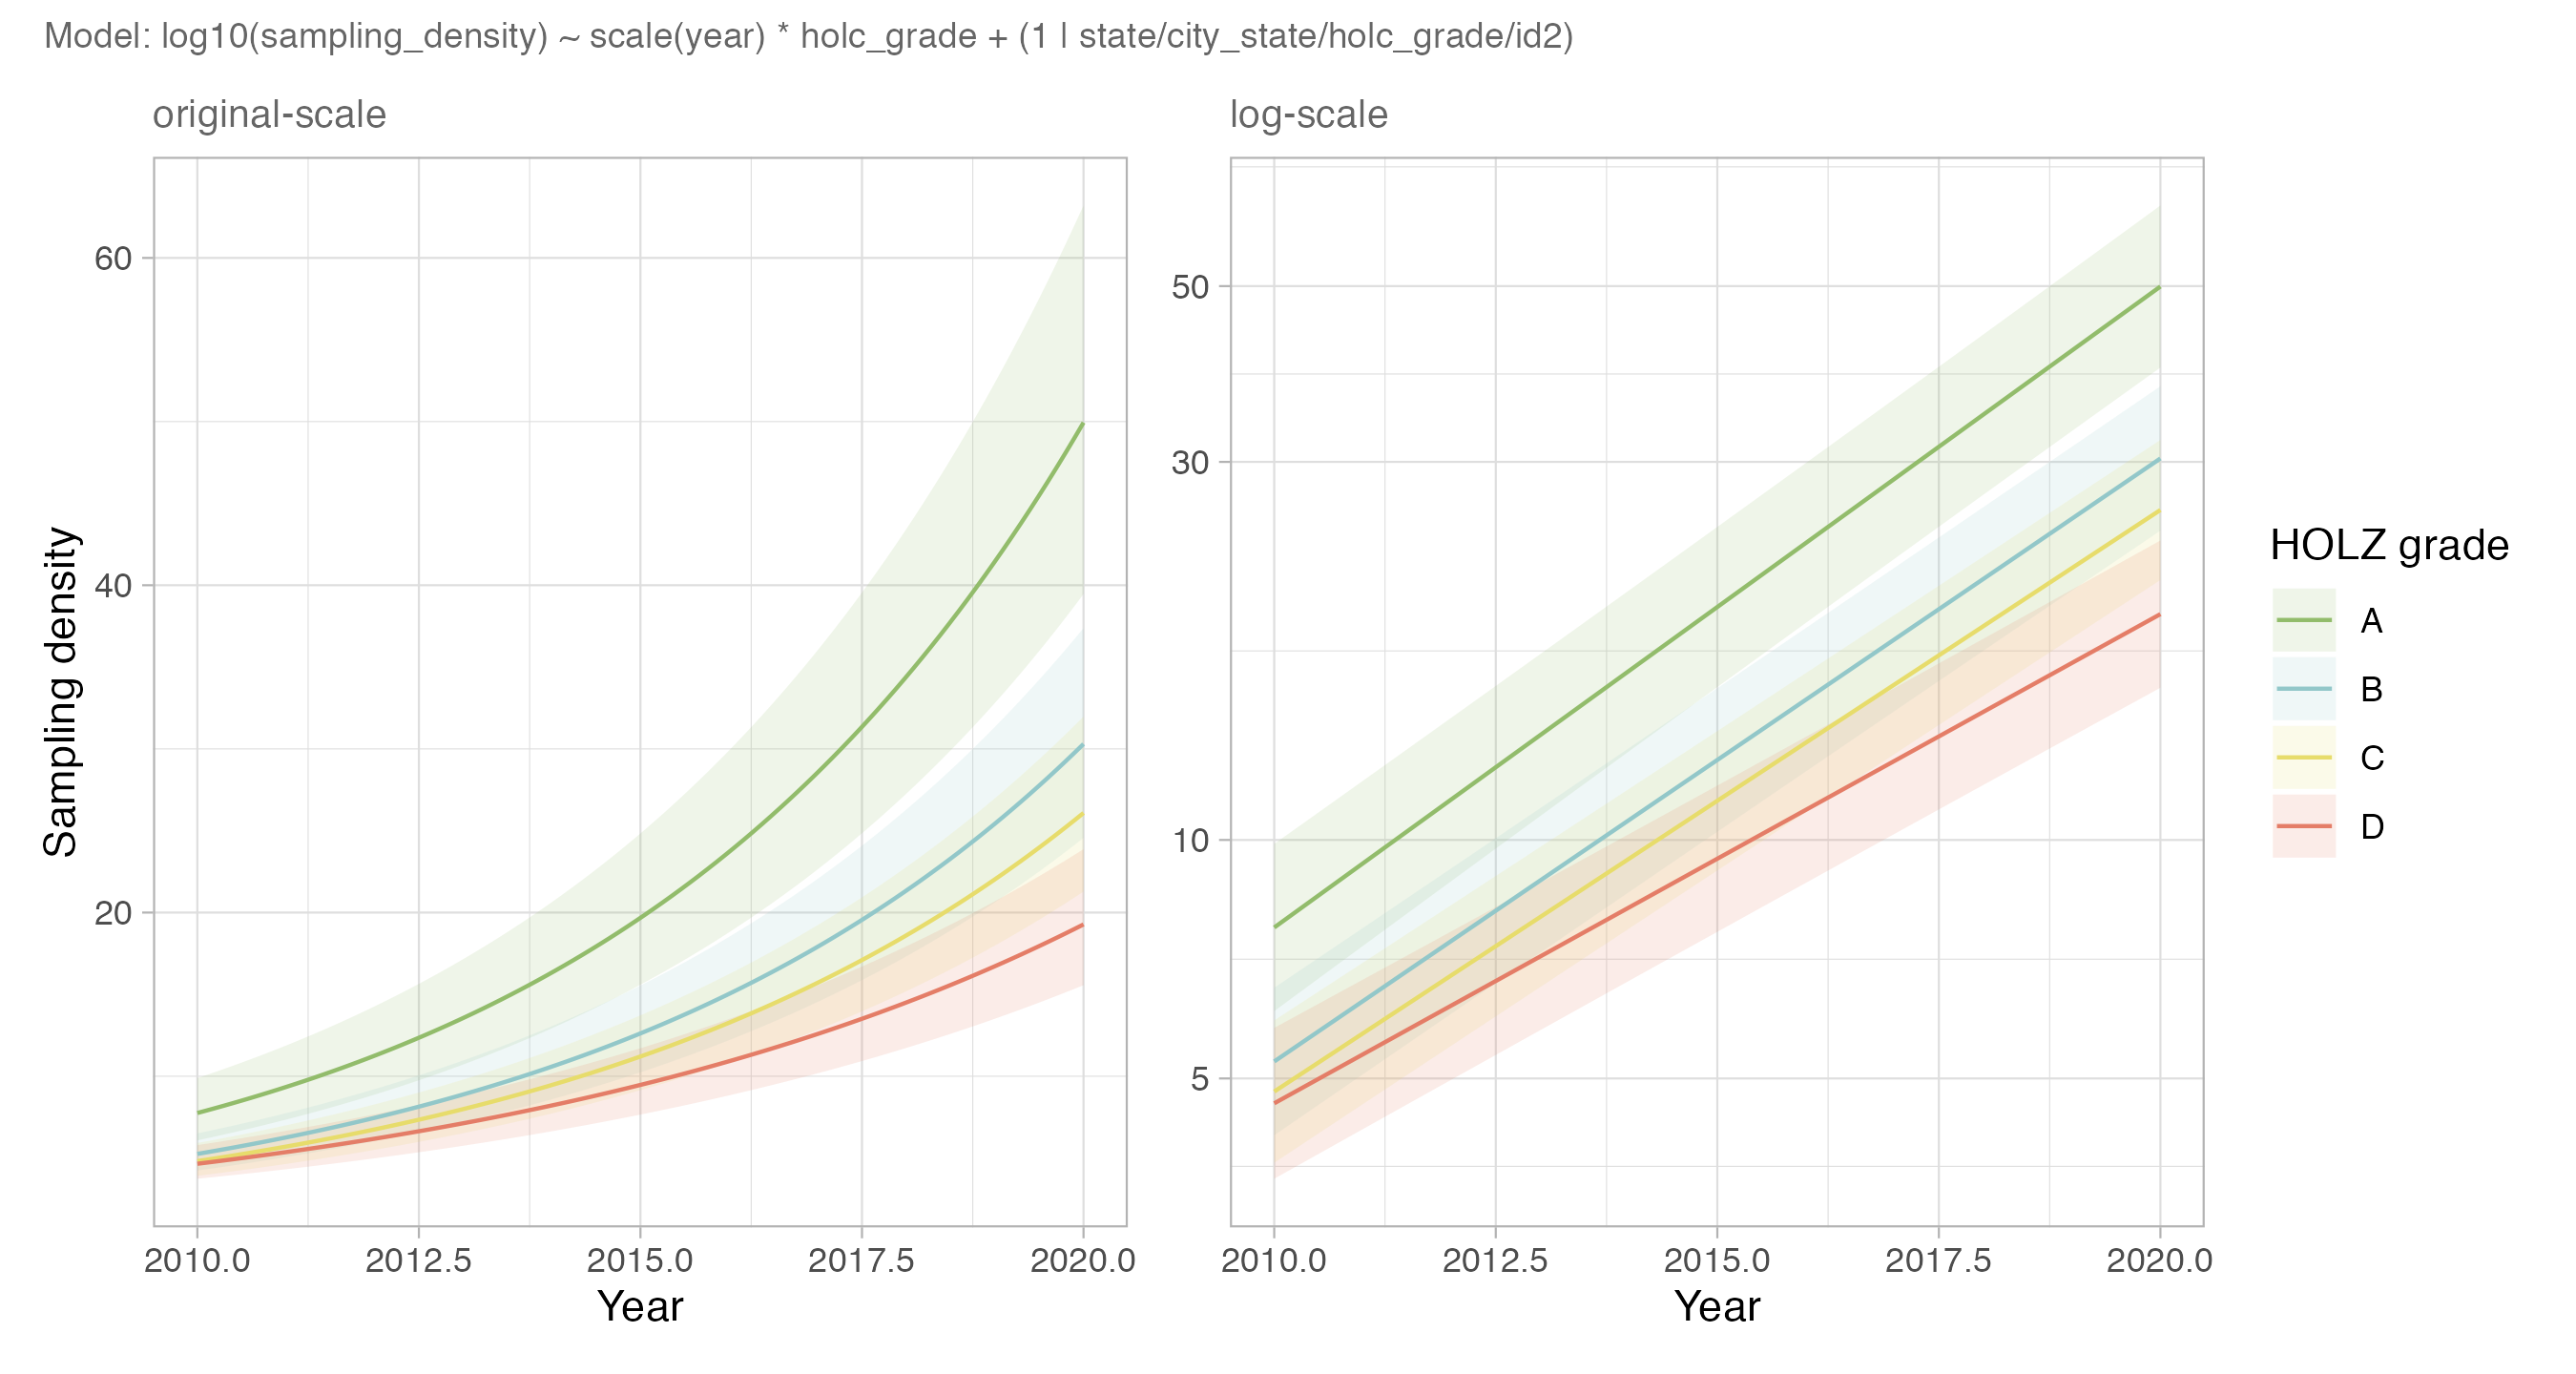 Model: log10(sampling_density) ~ scale(year) * holc_grade + (1 | state/city_state/holc_grade/id2)
original-scale
log-scale
Sampling density
60
40
20
2010.0
2012.5
2015.0
2017.5
2020.0
Year
50
30
10
5
2010.0
2012.5
2015.0
2017.5
2020.0
Year
HOLZ grade
A
B
C
D